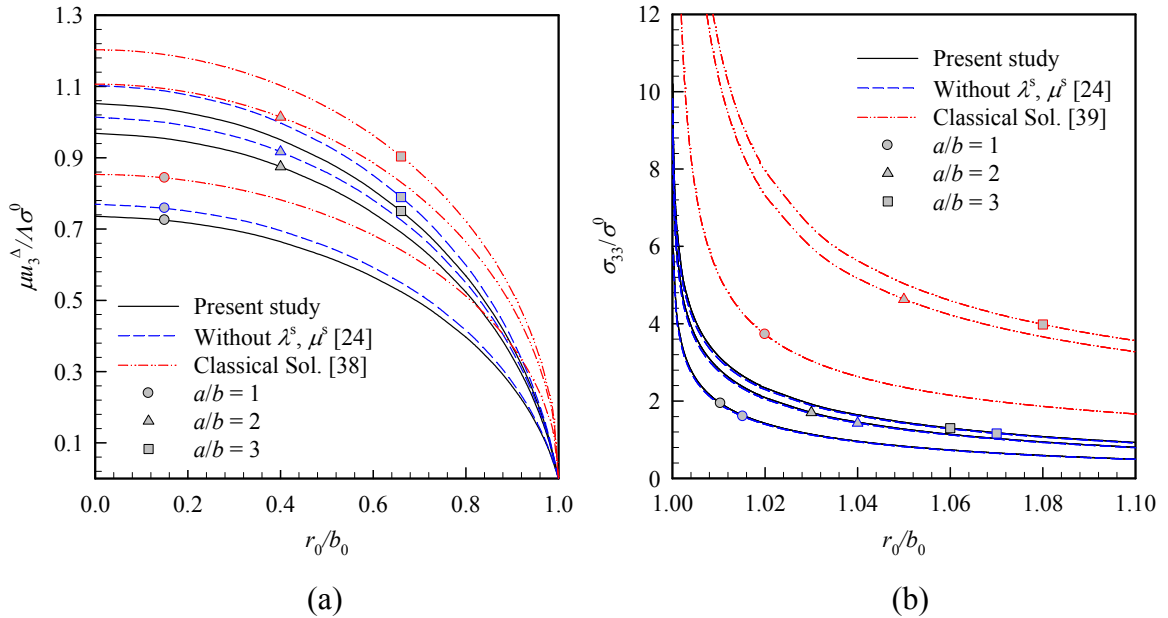 1.3
1.1
0.9
0.7
0.5
0.3
0.1
μu₃^Δ/Λσ⁰
Present study
Without λˢ, μˢ [24]
Classical Sol. [38]
a/b = 1
a/b = 2
a/b = 3
0.0 0.2 0.4 0.6 0.8 1.0
r₀/b₀
(a)
12
10
8
6
4
2
0
σ₃₃/σ⁰
Present study
Without λˢ, μˢ [24]
Classical Sol. [39]
a/b = 1
a/b = 2
a/b = 3
1.00 1.02 1.04 1.06 1.08 1.10
r₀/b₀
(b)